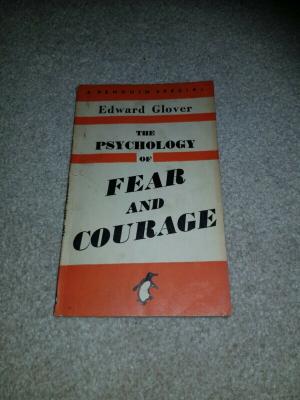 A PENGUIN SPECIAL
Edward Glover
THE
PSYCHOLOGY
OF
FEAR
AND
COURAGE